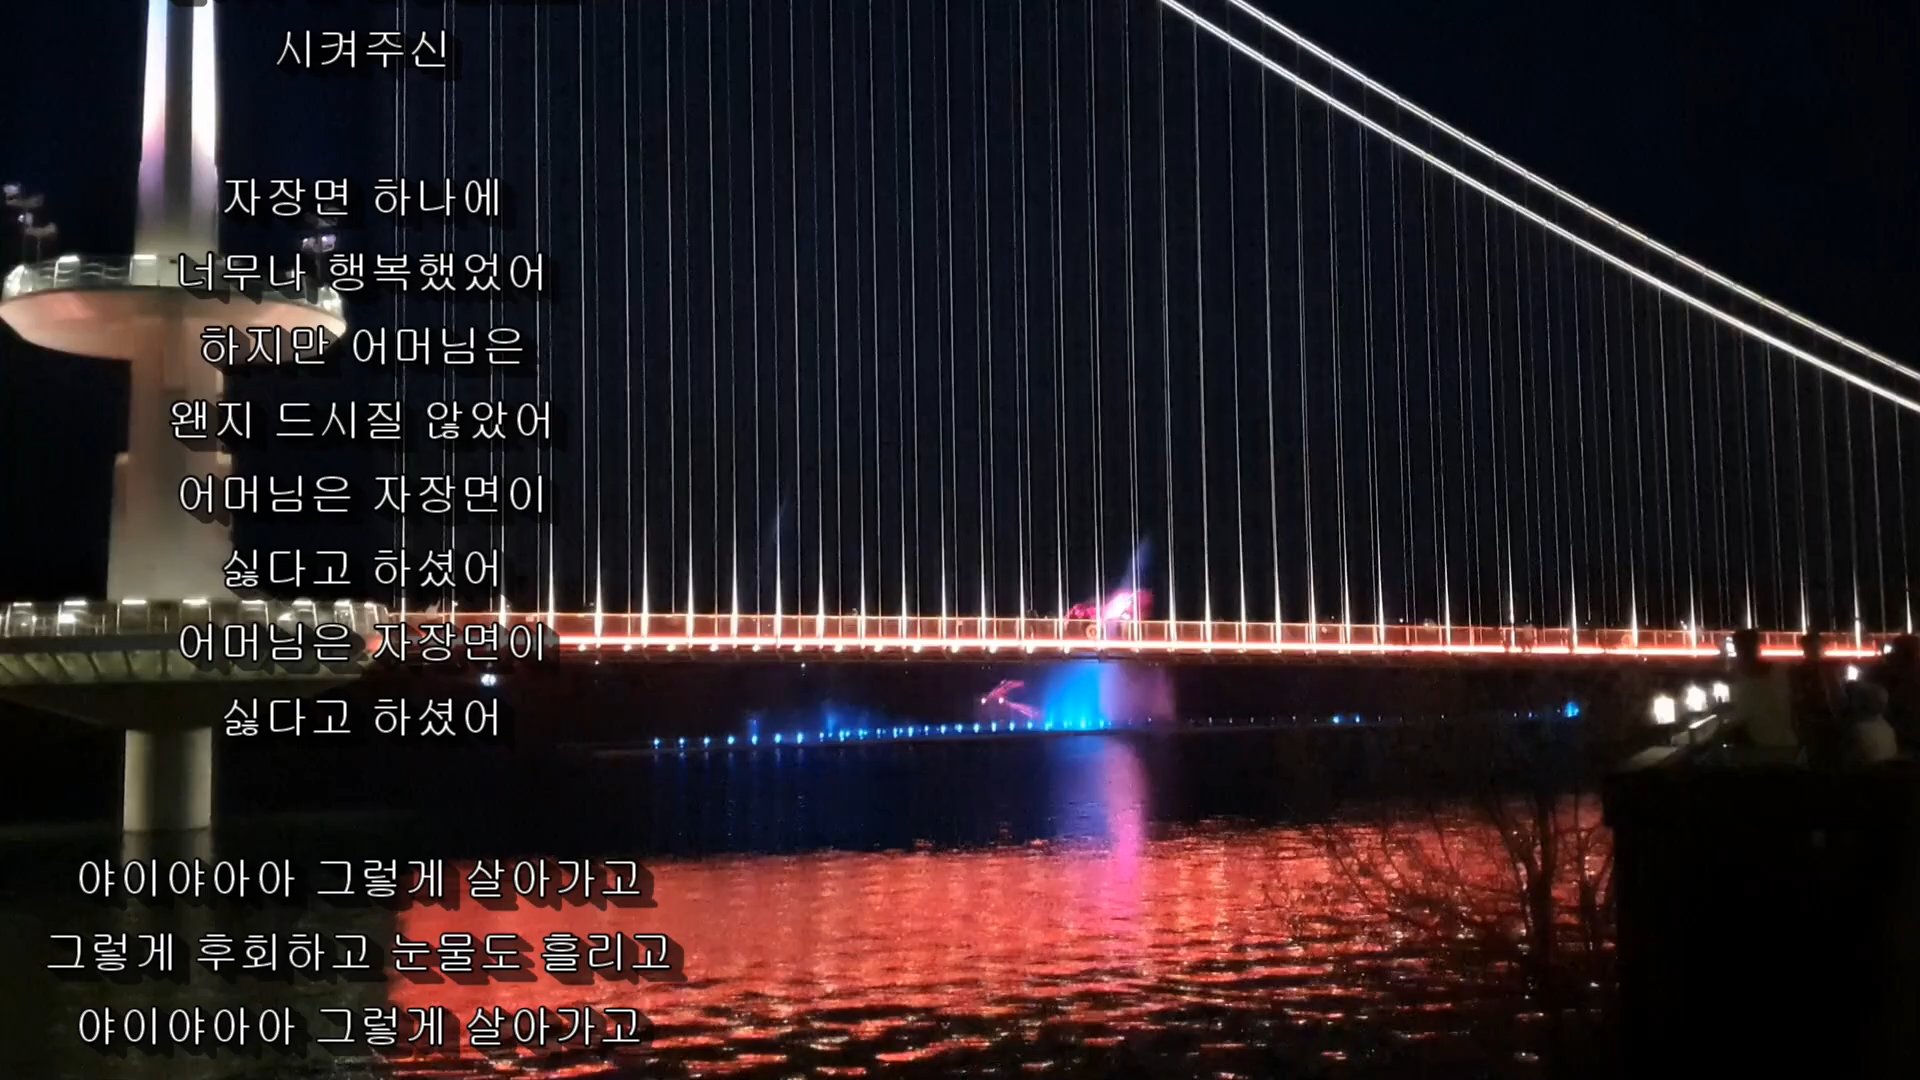 시켜주신
자장면 하나에
너무나 행복했었어
하지만 어머님은
왠지 드시질 않았어
어머님은 자장면이
싫다고 하셨어
어머님은 자장면이
싫다고 하셨어
야이야아아 그렇게 살아가고
그렇게 후회하고 눈물도 흘리고
야이야아아 그렇게 살아가고